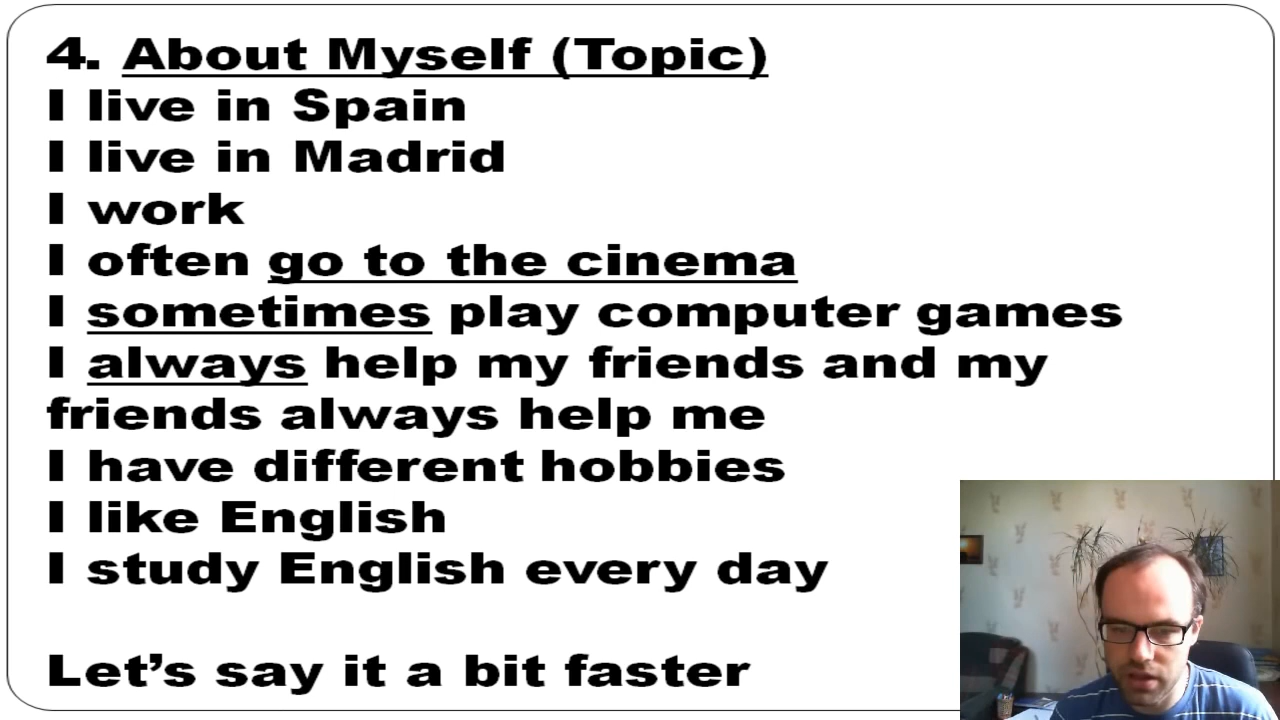 4. About Myself (Topic)
I live in Spain
I live in Madrid
I work
I often go to the cinema
I sometimes play computer games
I always help my friends and my
friends always help me
I have different hobbies
I like English
I study English every day
Let’s say it a bit faster